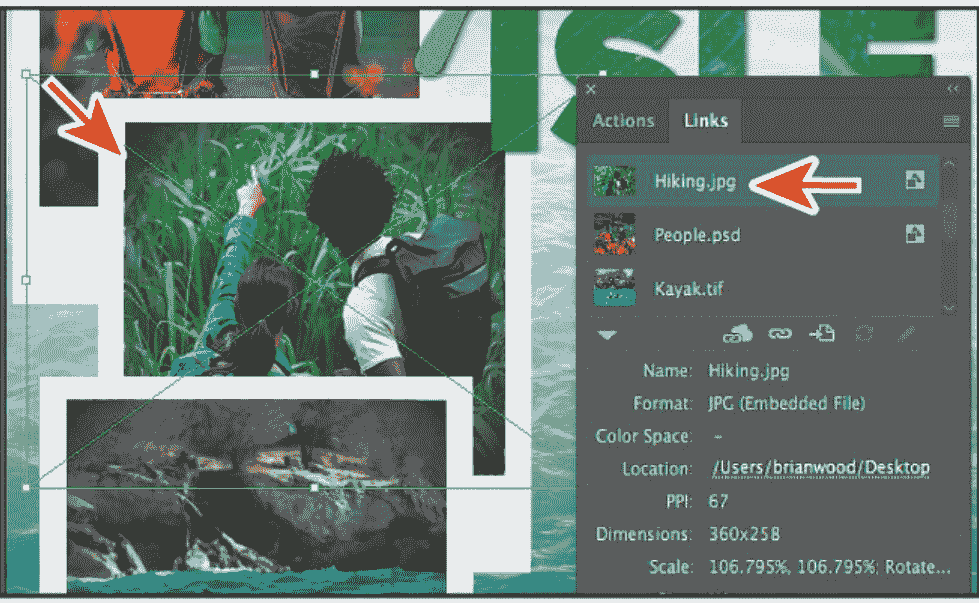 ISLE
Actions Links
Hiking.jpg
People.psd
Kayak.tif
Name: Hiking.jpg
Format: JPG (Embedded File)
Color Space: -
Location: /Users/brianwood/Desktop
PPI: 67
Dimensions: 360x258
Scale: 106.795%, 106.795%; Rotate...